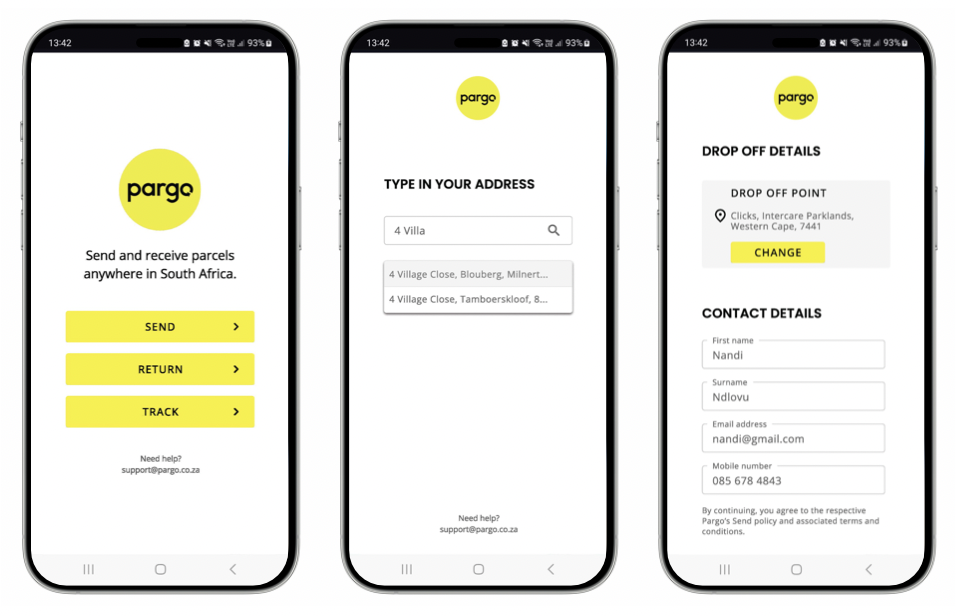 13:42
93%
pargo
Send and receive parcels
anywhere in South Africa.
SEND
RETURN
TRACK
Need help?
support@pargo.co.za
13:42
93%
pargo
TYPE IN YOUR ADDRESS
4 Villa
4 Village Close, Blouberg, Milnert...
4 Village Close, Tamboerskloof, 8...
Need help?
support@pargo.co.za
13:42
93%
pargo
DROP OFF DETAILS
DROP OFF POINT
Clicks, Intercare Parklands,
Western Cape, 7441
CHANGE
CONTACT DETAILS
First name
Nandi
Surname
Ndlovu
Email address
nandi@gmail.com
Mobile number
085 678 4843
By continuing, you agree to the respective
Pargo's Send policy and associated terms and
conditions.